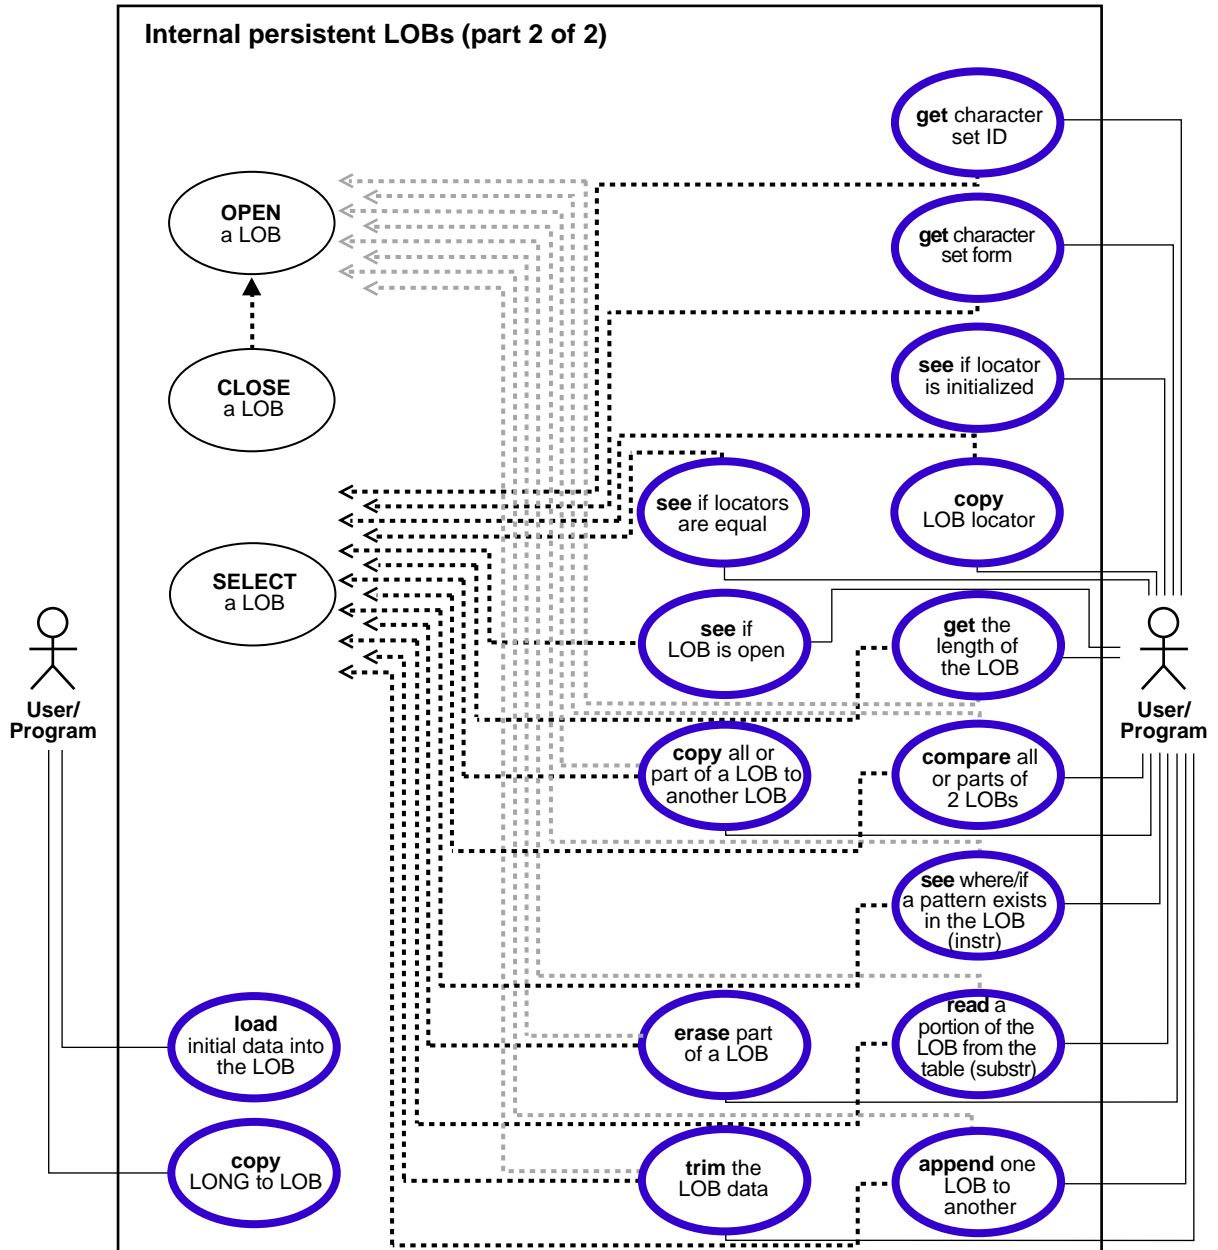 Internal persistent LOBs (part 2 of 2)
get character
set ID
OPEN
a LOB
get character
set form
CLOSE
a LOB
see if locator
is initialized
see if locators
are equal
copy
LOB locator
SELECT
a LOB
see if
LOB is open
get the
length of
the LOB
User/
Program
User/
Program
copy all or
part of a LOB to
another LOB
compare all
or parts of
2 LOBs
see where/if
a pattern exists
in the LOB
(instr)
load
initial data into
the LOB
erase part
of a LOB
read a
portion of the
LOB from the
table (substr)
copy
LONG to LOB
trim the
LOB data
append one
LOB to
another